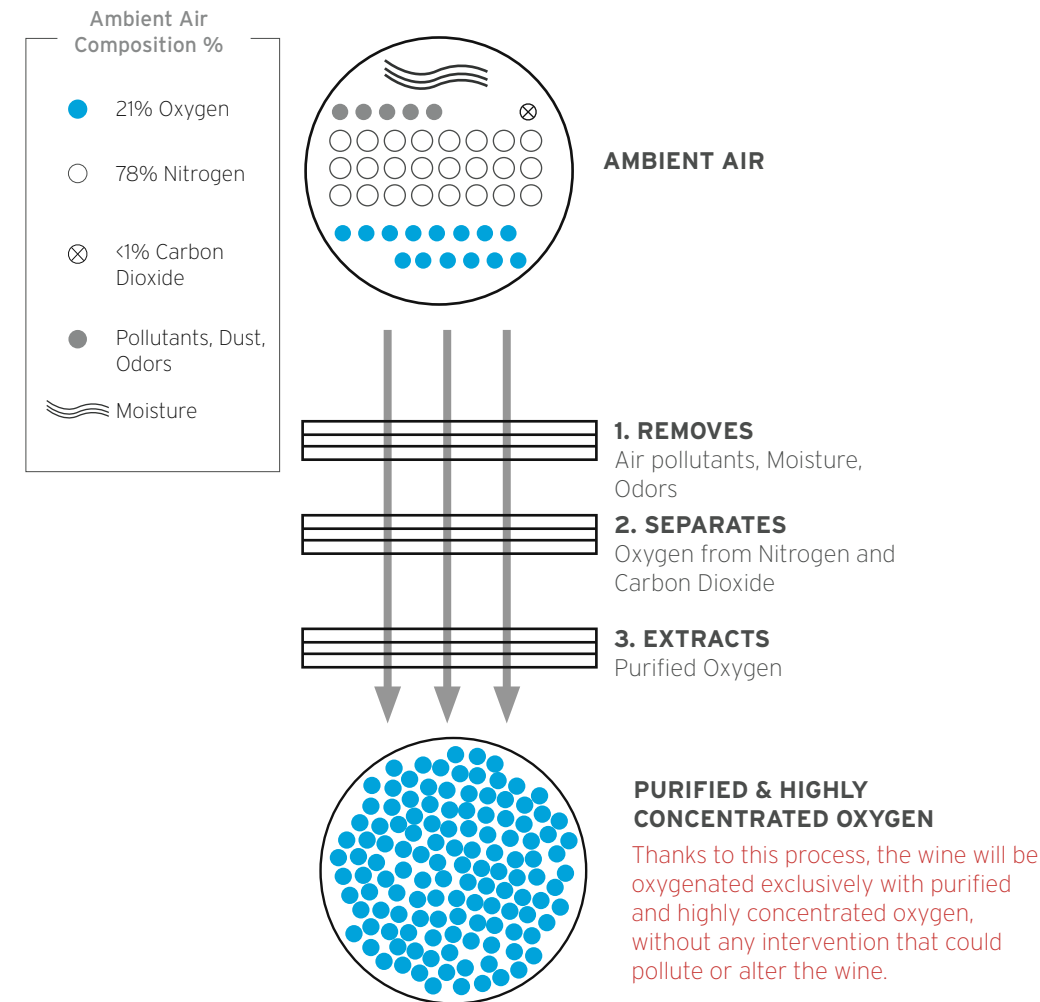 Ambient Air
Composition %
21% Oxygen
78% Nitrogen
<1% Carbon
Dioxide
Pollutants, Dust,
Odors
Moisture
AMBIENT AIR
1. REMOVES
Air pollutants, Moisture,
Odors
2. SEPARATES
Oxygen from Nitrogen and
Carbon Dioxide
3. EXTRACTS
Purified Oxygen
PURIFIED & HIGHLY
CONCENTRATED OXYGEN
Thanks to this process, the wine will be
oxygenated exclusively with purified
and highly concentrated oxygen,
without any intervention that could
pollute or alter the wine.